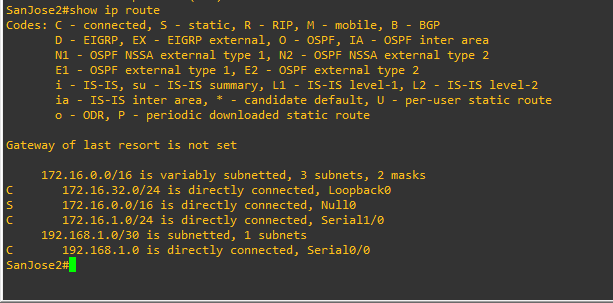 SanJose2#show ip route
Codes: C - connected, S - static, R - RIP, M - mobile, B - BGP
       D - EIGRP, EX - EIGRP external, O - OSPF, IA - OSPF inter area
       N1 - OSPF NSSA external type 1, N2 - OSPF NSSA external type 2
       E1 - OSPF external type 1, E2 - OSPF external type 2
       i - IS-IS, su - IS-IS summary, L1 - IS-IS level-1, L2 - IS-IS level-2
       ia - IS-IS inter area, * - candidate default, U - per-user static route
       o - ODR, P - periodic downloaded static route
Gateway of last resort is not set
     172.16.0.0/16 is variably subnetted, 3 subnets, 2 masks
C       172.16.32.0/24 is directly connected, Loopback0
S       172.16.0.0/16 is directly connected, Null0
C       172.16.1.0/24 is directly connected, Serial1/0
     192.168.1.0/30 is subnetted, 1 subnets
C       192.168.1.0 is directly connected, Serial0/0
SanJose2#